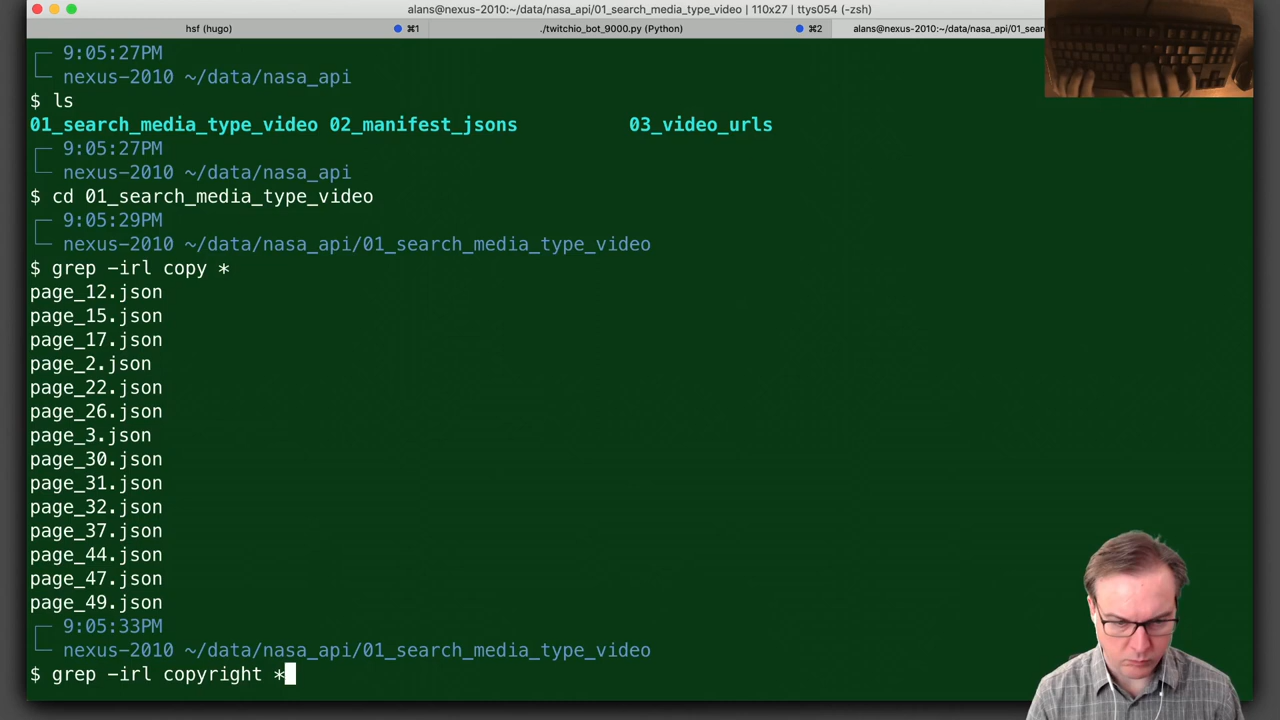 alans@nexus-2010:~/data/nasa_api/01_search_media_type_video | 110x27 | ttys054 (-zsh)
hsf (hugo) ⌘1 ./twitchio_bot_9000.py (Python) ⌘2 alans@nexus-2010:~/data/nasa_api/01_sear
9:05:27PM
nexus-2010 ~/data/nasa_api
$ ls
01_search_media_type_video 02_manifest_jsons 03_video_urls
9:05:27PM
nexus-2010 ~/data/nasa_api
$ cd 01_search_media_type_video
9:05:29PM
nexus-2010 ~/data/nasa_api/01_search_media_type_video
$ grep -irl copy *
page_12.json
page_15.json
page_17.json
page_2.json
page_22.json
page_26.json
page_3.json
page_30.json
page_31.json
page_32.json
page_37.json
page_44.json
page_47.json
page_49.json
9:05:33PM
nexus-2010 ~/data/nasa_api/01_search_media_type_video
$ grep -irl copyright *